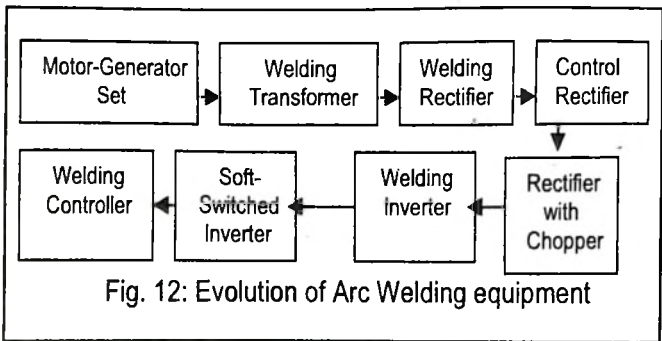 Motor-Generator
Set
Welding
Transformer
Welding
Rectifier
Control
Rectifier
Rectifier
with
Chopper
Welding
Inverter
Soft-
Switched
Inverter
Welding
Controller
Fig. 12: Evolution of Arc Welding equipment